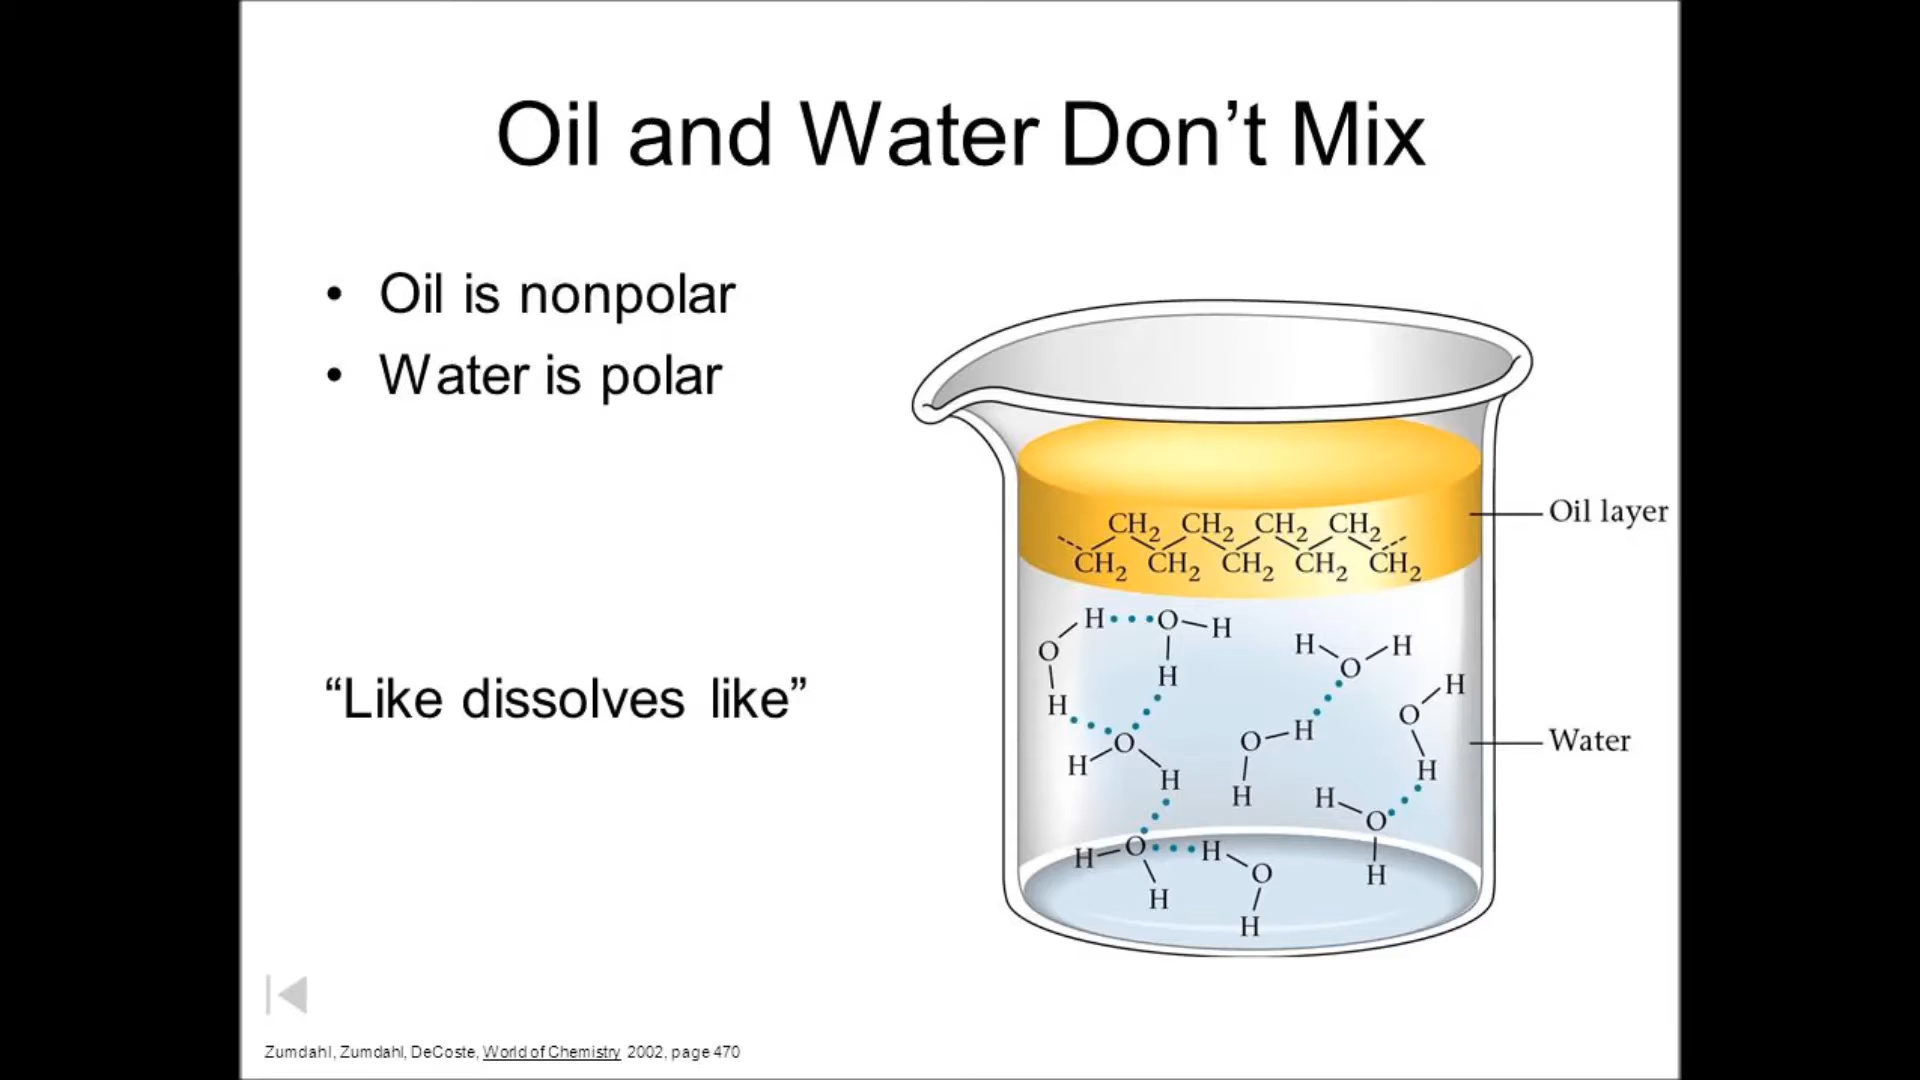 Oil and Water Don’t Mix
• Oil is nonpolar
• Water is polar
“Like dissolves like”
CH2 CH2 CH2 CH2
CH2 CH2 CH2 CH2 CH2
Oil layer
H O H
O H
H
O
H H
H O H
H
O H
H
H O H
H
O
H
O H
H
H O
H
Water
Zumdahl, Zumdahl, DeCoste, World of Chemistry 2002, page 470